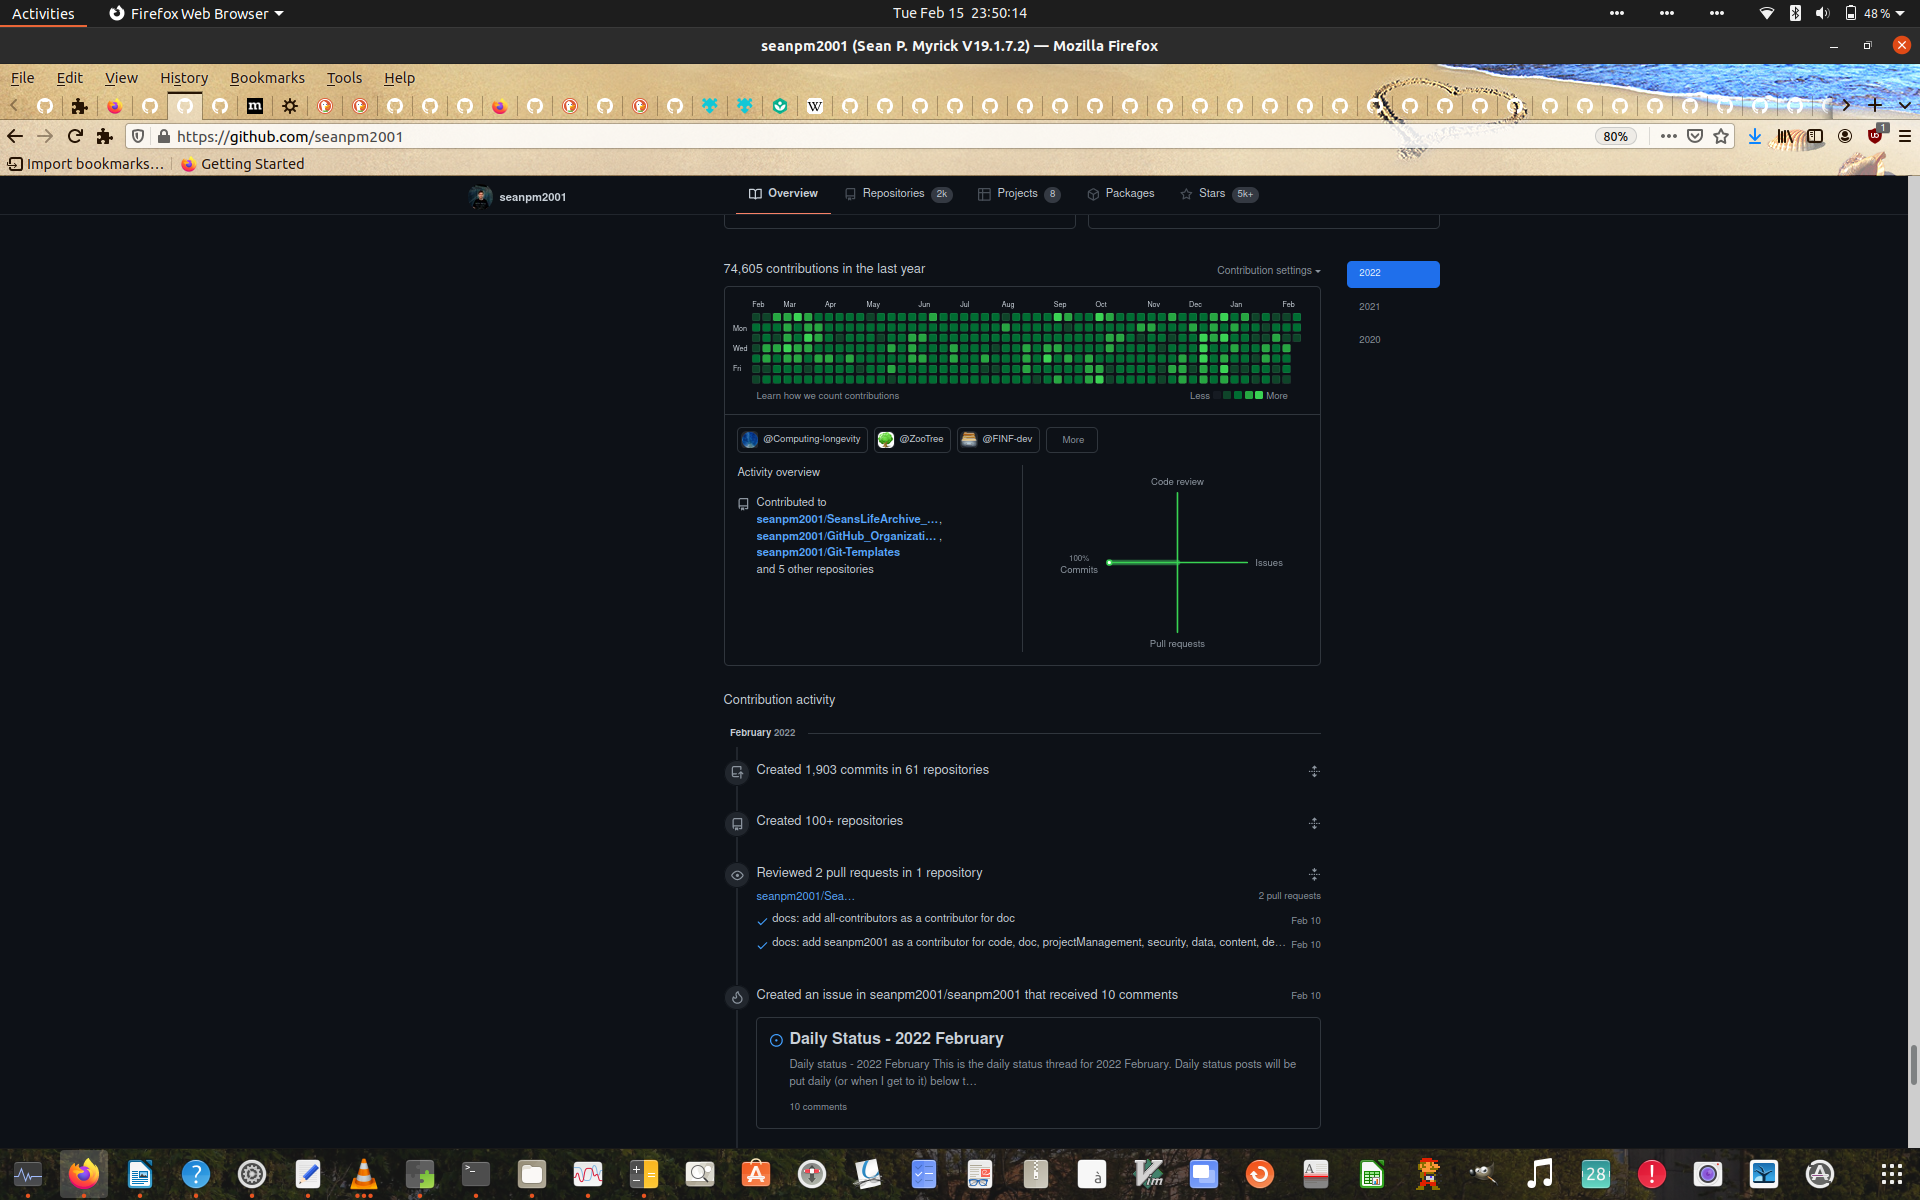 Activities
Firefox Web Browser
Tue Feb 15 23:50:14
48 %
seanpm2001 (Sean P. Myrick V19.1.7.2) — Mozilla Firefox
File Edit View History Bookmarks Tools Help
https://github.com/seanpm2001
80%
1
Import bookmarks…
Getting Started
seanpm2001
Overview
Repositories 2k
Projects 8
Packages
Stars 5k+
74,605 contributions in the last year
Contribution settings
2022
2021
2020
Feb Mar Apr May Jun Jul Aug Sep Oct Nov Dec Jan Feb
Mon
Wed
Fri
Learn how we count contributions
Less
More
@Computing-longevity
@ZooTree
@FINF-dev
More
Activity overview
Contributed to
seanpm2001/SeansLifeArchive_… ,
seanpm2001/GitHub_Organizati… ,
seanpm2001/Git-Templates
and 5 other repositories
Code review
100%
Commits
Issues
Pull requests
Contribution activity
February 2022
Created 1,903 commits in 61 repositories
Created 100+ repositories
Reviewed 2 pull requests in 1 repository
seanpm2001/Sea…
2 pull requests
docs: add all-contributors as a contributor for doc
Feb 10
docs: add seanpm2001 as a contributor for code, doc, projectManagement, security, data, content, de…
Feb 10
Created an issue in seanpm2001/seanpm2001 that received 10 comments
Feb 10
Daily Status - 2022 February
Daily status - 2022 February This is the daily status thread for 2022 February. Daily status posts will be
put daily (or when I get to it) below t…
10 comments
28